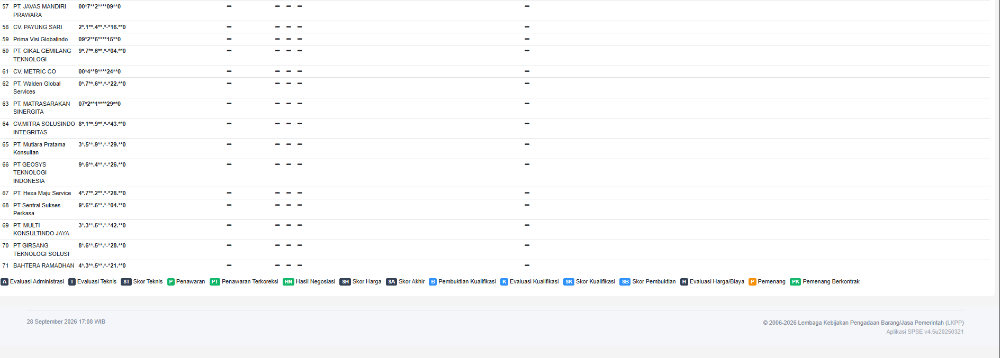 57 PT. JAVAS MANDIRI 00*7**2****09**0 – – – – –
PRAWARA
58 CV. PAYUNG SARI 2*.1**.4**.*-*16.**0 – – – – –
59 Prima Visi Globalindo 09*2**6****15**0 – – – – –
60 PT. CIKAL GEMILANG 9*.7**.6**.*-*04.**0 – – – – –
TEKNOLOGI
61 CV. METRIC CO 00*4**9****24**0 – – – – –
62 PT. Walden Global 0*.7**.6**.*-*22.**0 – – – – –
Services
63 PT. MATRASARAKAN 07*2**1****29**0 – – – – –
SINERGITA
64 CV.MITRA SOLUSINDO 8*.1**.9**.*-*43.**0 – – – – –
INTEGRITAS
65 PT. Mutiara Pratama 3*.5**.9**.*-*29.**0 – – – – –
Konsultan
66 PT GEOSYS 9*.6**.4**.*-*26.**0 – – – – –
TEKNOLOGI
INDONESIA
67 PT. Hexa Maju Service 4*.7**.2**.*-*28.**0 – – – – –
68 PT Sentral Sukses 9*.6**.6**.*-*04.**0 – – – – –
Perkasa
69 PT. MULTI 3*.3**.5**.*-*42.**0 – – – – –
KONSULTINDO JAYA
70 PT GIRSANG 8*.6**.5**.*-*28.**0 – – – – –
TEKNOLOGI SOLUSI
71 BAHTERA RAMADHAN 4*.3**.5**.*-*21.**0 – – – – –
A Evaluasi Administrasi T Evaluasi Teknis ST Skor Teknis P Penawaran PT Penawaran Terkoreksi HN Hasil Negosiasi SH Skor Harga SA Skor Akhir B Pembuktian Kualifikasi K Evaluasi Kualifikasi SK Skor Kualifikasi SB Skor Pembuktian H Evaluasi Harga/Biaya P Pemenang PK Pemenang Berkontrak
28 September 2026 17:08 WIB
© 2006-2026 Lembaga Kebijakan Pengadaan Barang/Jasa Pemerintah (LKPP)
Aplikasi SPSE v4.5u20250321